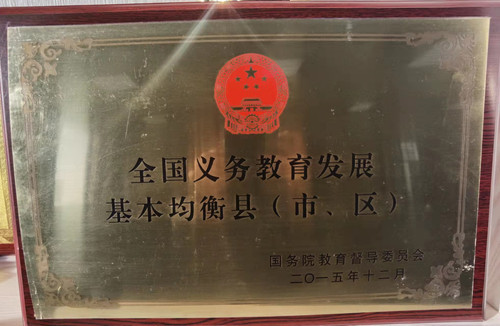 全国义务教育发展
基本均衡县（市、区）
国务院教育督导委员会
二〇一五年十二月